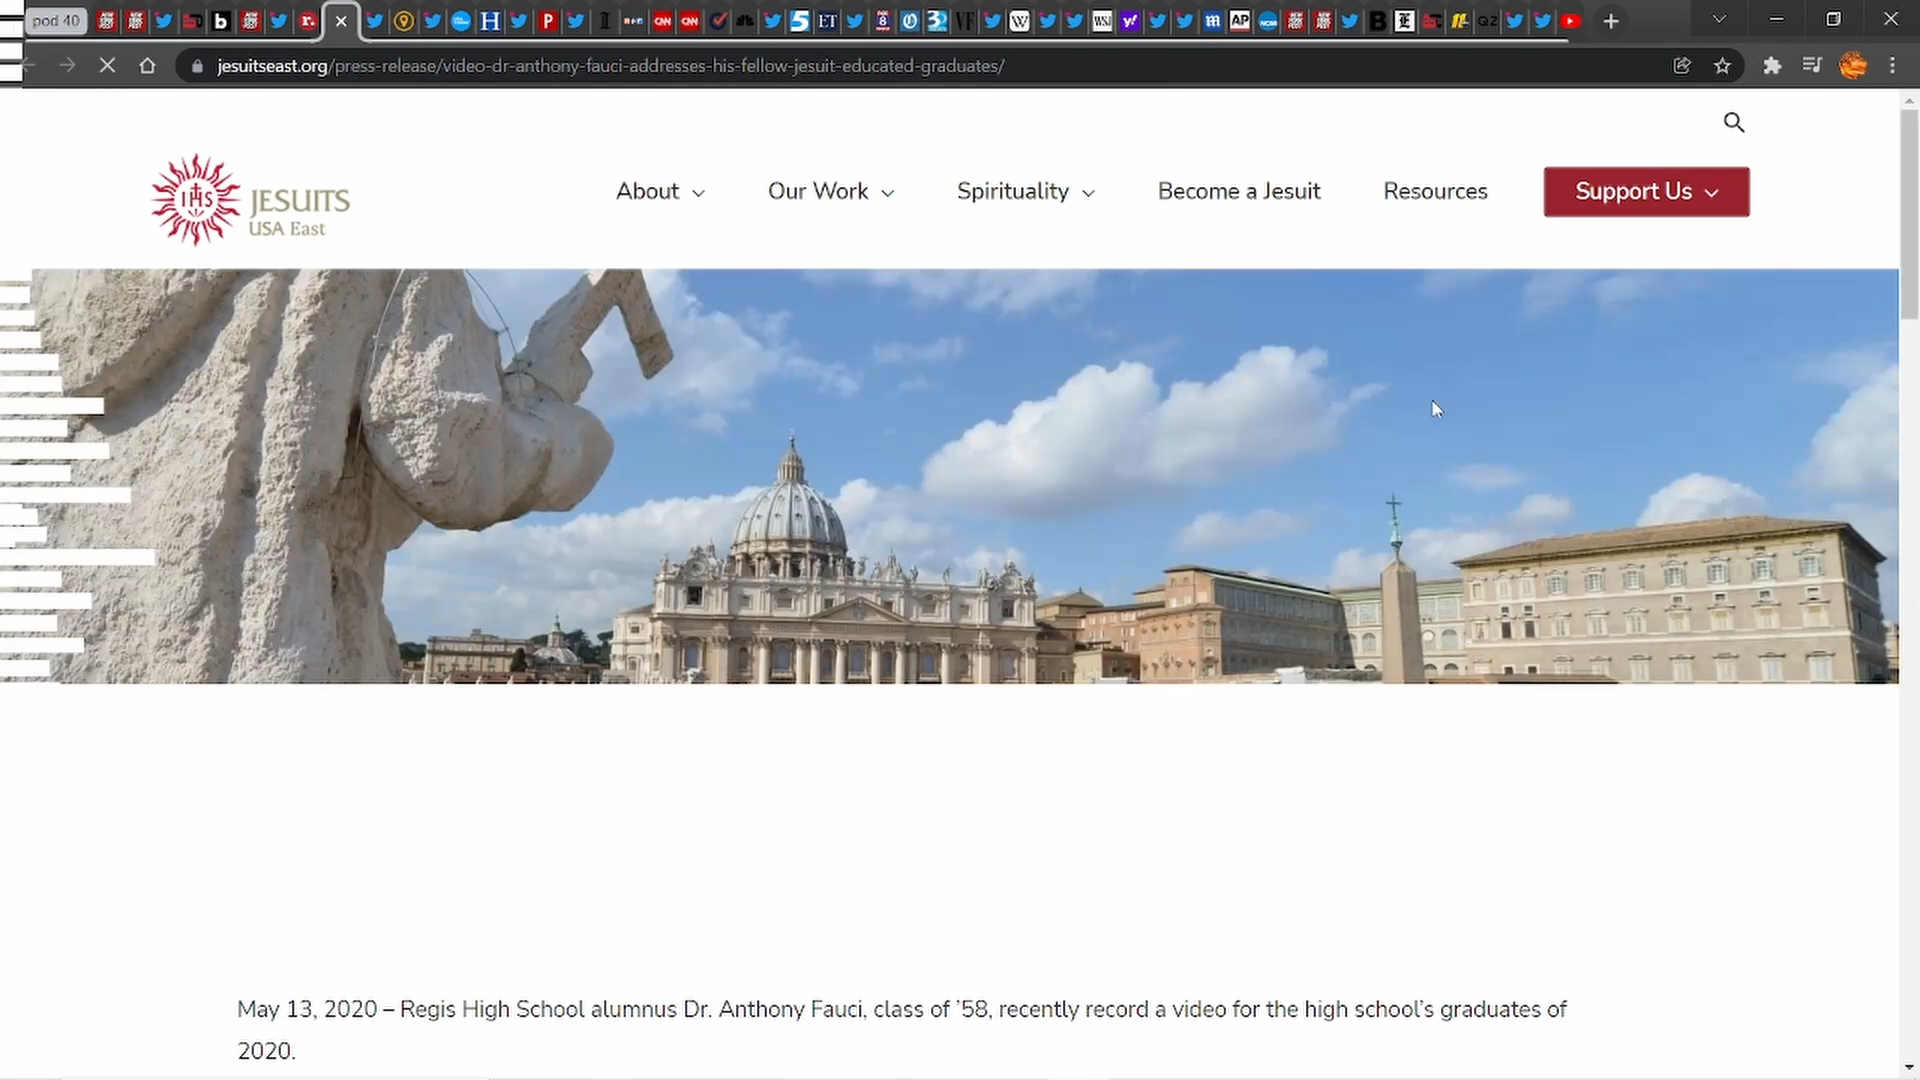 pod 40
jesuitseast.org/press-release/video-dr-anthony-fauci-addresses-his-fellow-jesuit-educated-graduates/
IHS
JESUITS
USA East
About
Our Work
Spirituality
Become a Jesuit
Resources
Support Us
May 13, 2020 – Regis High School alumnus Dr. Anthony Fauci, class of ’58, recently record a video for the high school’s graduates of
2020.